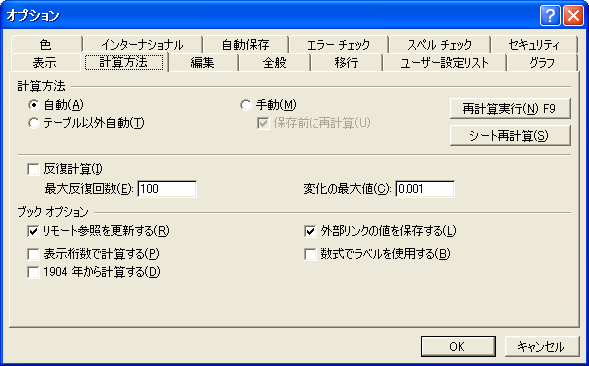 オプション
色 インターナショナル 自動保存 エラー チェック スペル チェック セキュリティ
表示 計算方法 編集 全般 移行 ユーザー設定リスト グラフ
計算方法
自動(A) 手動(M) 再計算実行(N) F9
テーブル以外自動(T) 保存前に再計算(U) シート再計算(S)
反復計算(I)
最大反復回数(E): 100 変化の最大値(C): 0.001
ブック オプション
リモート参照を更新する(R) 外部リンクの値を保存する(L)
表示桁数で計算する(P) 数式でラベルを使用する(B)
1904 年から計算する(D)
OK キャンセル